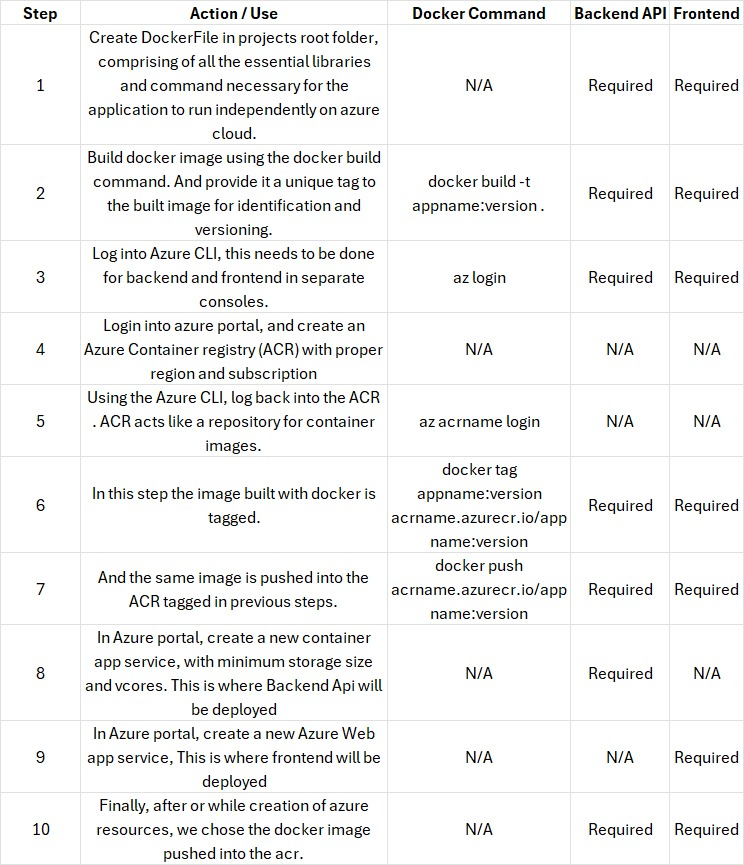 Step Action / Use Docker Command Backend API Frontend
Create DockerFile in projects root folder,
comprising of all the essential libraries
1 and command necessary for the N/A Required Required
application to run independently on azure
cloud.
Build docker image using the docker build
command. And provide it a unique tag to docker build -t
2 the built image for identification and appname:version . Required Required
versioning.
Log into Azure CLI, this needs to be done
3 for backend and frontend in separate az login Required Required
consoles.
Login into azure portal, and create an
4 Azure Container registry (ACR) with proper N/A N/A N/A
region and subscription
Using the Azure CLI, log back into the ACR
5 . ACR acts like a repository for container az acrname login N/A N/A
images.
docker tag
In this step the image built with docker is appname:version
6 tagged. acrname.azurecr.io/app Required Required
name:version
docker push
7 And the same image is pushed into the acrname.azurecr.io/app Required Required
ACR tagged in previous steps. name:version
In Azure portal, create a new container
app service, with minimum storage size
8 and vcores. This is where Backend Api will N/A Required N/A
be deployed
In Azure portal, create a new Azure Web
9 app service, This is where frontend will be N/A N/A Required
deployed
Finally, after or while creation of azure
10 resources, we chose the docker image N/A Required Required
pushed into the acr.